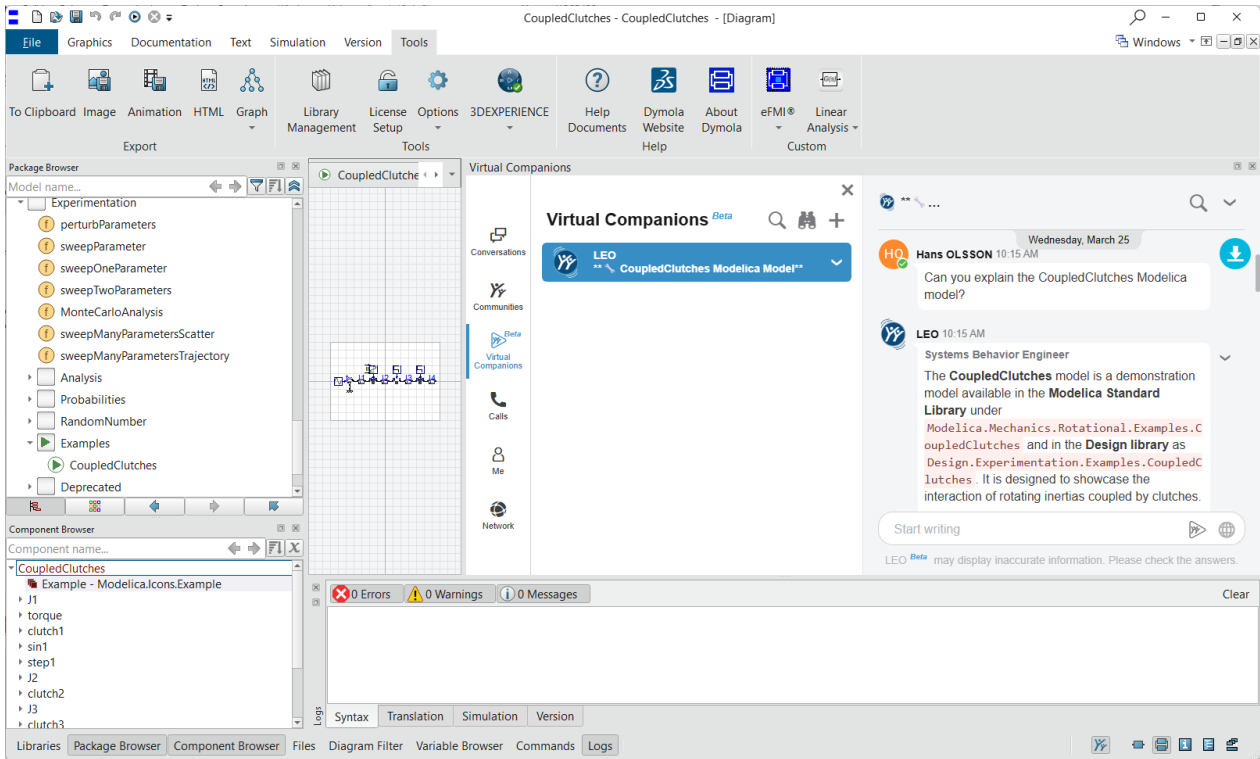 CoupledClutches - CoupledClutches - [Diagram]
File Graphics Documentation Text Simulation Version Tools
Windows
To Clipboard Image Animation HTML Graph
Library Management
License Setup
Options
3DEXPERIENCE
Help Documents
Dymola Website
About Dymola
eFMI®
Linear Analysis
Export Tools Help Custom
Package Browser
Model name...
Experimentation
perturbParameters
sweepParameter
sweepOneParameter
sweepTwoParameters
MonteCarloAnalysis
sweepManyParametersScatter
sweepManyParametersTrajectory
Analysis
Probabilities
RandomNumber
Examples
CoupledClutches
Deprecated
Component Browser
Component name...
CoupledClutches
Example - Modelica.Icons.Example
J1
torque
clutch1
sin1
step1
J2
clutch2
J3
clutch3
CoupledClutche
J1 J2 J3 J4
Virtual Companions
Conversations
Communities
Beta
Virtual
Companions
Calls
Me
Network
Virtual Companions Beta
LEO
** CoupledClutches Modelica Model**
** ...
Wednesday, March 25
HO
Hans OLSSON 10:15 AM
Can you explain the CoupledClutches Modelica
model?
LEO 10:15 AM
Systems Behavior Engineer
The CoupledClutches model is a demonstration
model available in the Modelica Standard
Library under
Modelica.Mechanics.Rotational.Examples.C
oupledClutches and in the Design library as
Design.Experimentation.Examples.CoupledC
lutches. It is designed to showcase the
interaction of rotating inertias coupled by clutches.
Start writing
LEO Beta may display inaccurate information. Please check the answers.
0 Errors 0 Warnings 0 Messages Clear
Logs
Syntax Translation Simulation Version
Libraries Package Browser Component Browser Files Diagram Filter Variable Browser Commands Logs